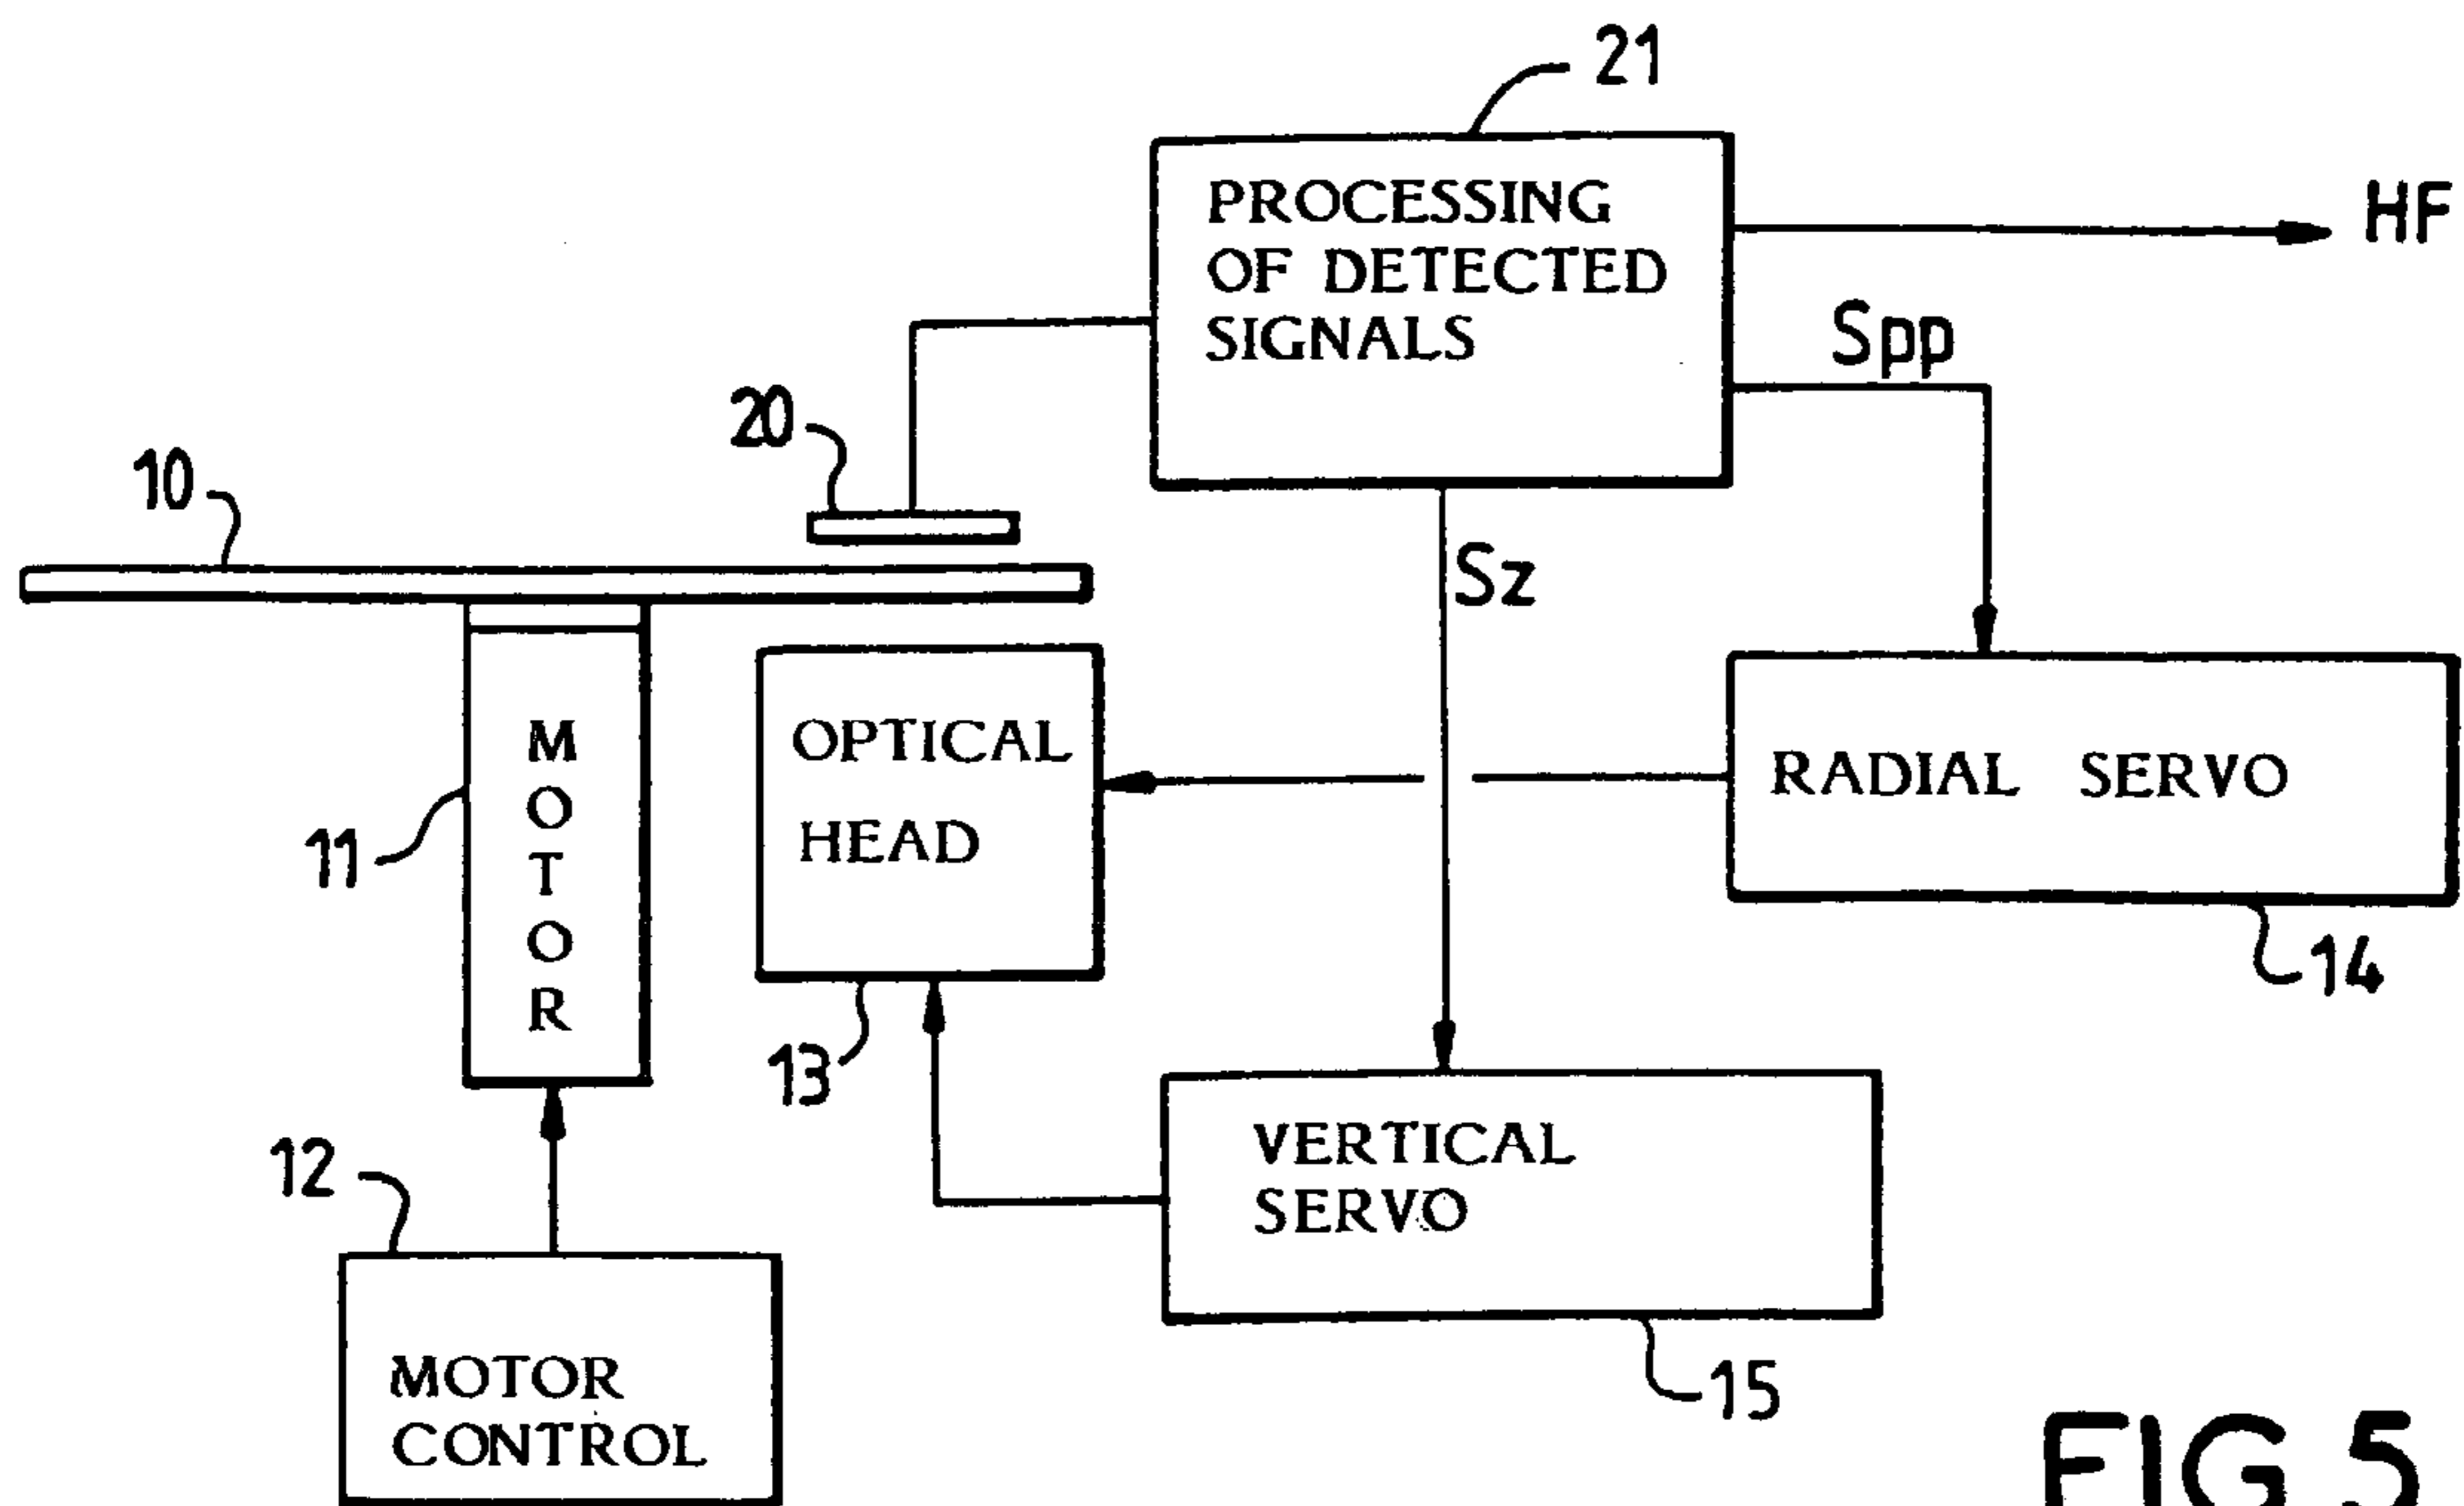 21
PROCESSING
OF DETECTED
SIGNALS
HF
Spp
20
10
Sz
MOTOR
OPTICAL
HEAD
RADIAL SERVO
11
14
13
VERTICAL
SERVO
12
15
MOTOR
CONTROL
FIG.5